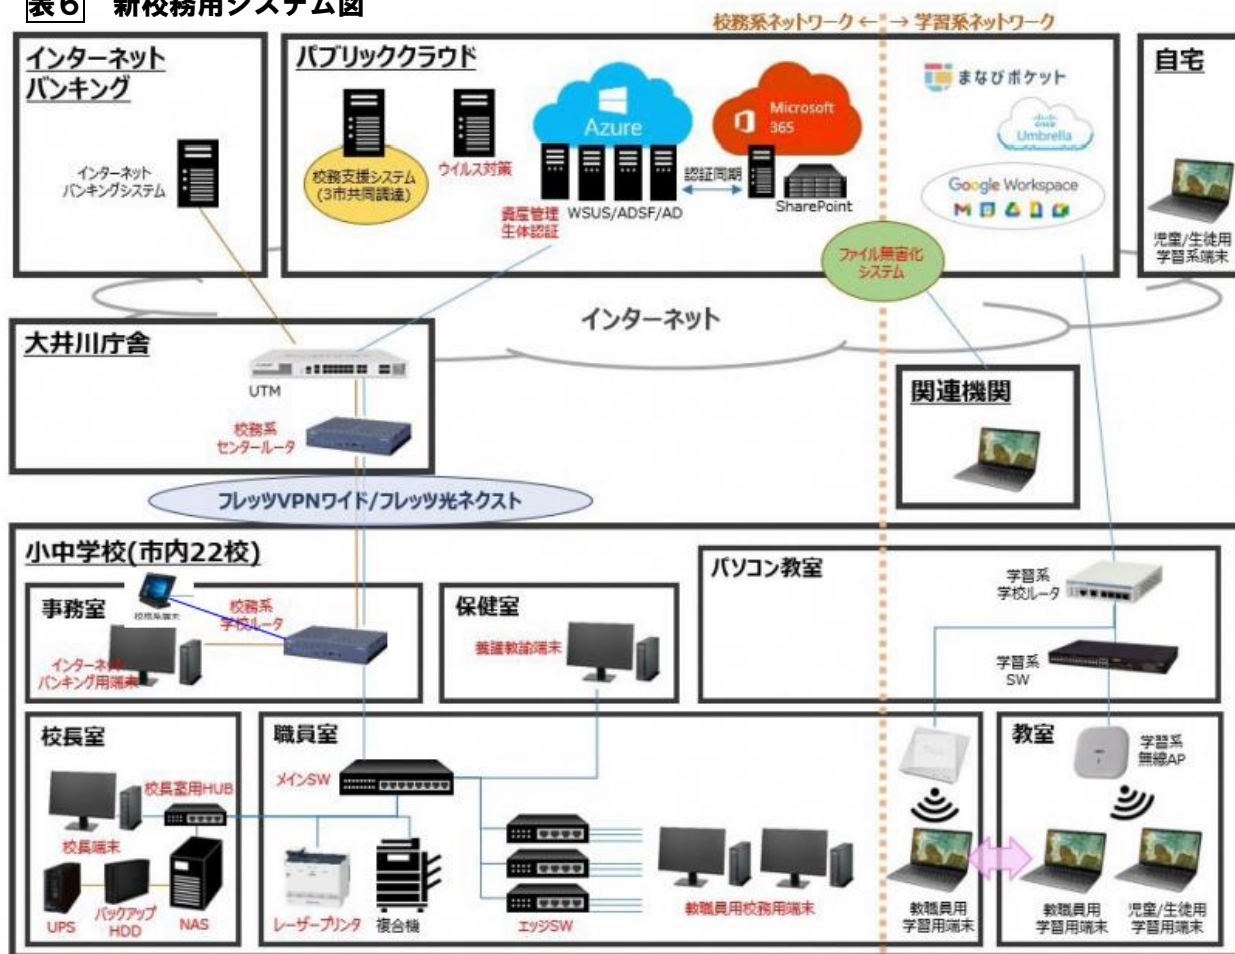 表6 新校務用システム図
校務系ネットワーク ← → 学習系ネットワーク
インターネット
バンキング
インターネット
バンキングシステム
パブリッククラウド
校務支援システム
(3市共同調達)
ウイルス対策
Azure
資産管理
生体認証
WSUS/ADSF/AD
認証同期
Microsoft
365
SharePoint
まなびポケット
cisco
Umbrella
Google Workspace
ファイル無害化
システム
自宅
児童/生徒用
学習系端末
インターネット
大井川庁舎
UTM
校務系
センタールータ
関連機関
フレッツVPNワイド/フレッツ光ネクスト
小中学校(市内22校)
事務室
校務系端末
校務系
学校ルータ
インターネット
バンキング用端末
保健室
養護教諭端末
パソコン教室
学習系
学校ルータ
学習系
SW
校長室
校長室用HUB
校長端末
UPS
バックアップ
HDD
NAS
職員室
メインSW
レーザープリンタ
複合機
エッジSW
教職員用校務用端末
教職員用
学習用端末
教室
学習系
無線AP
教職員用
学習用端末
児童/生徒用
学習用端末